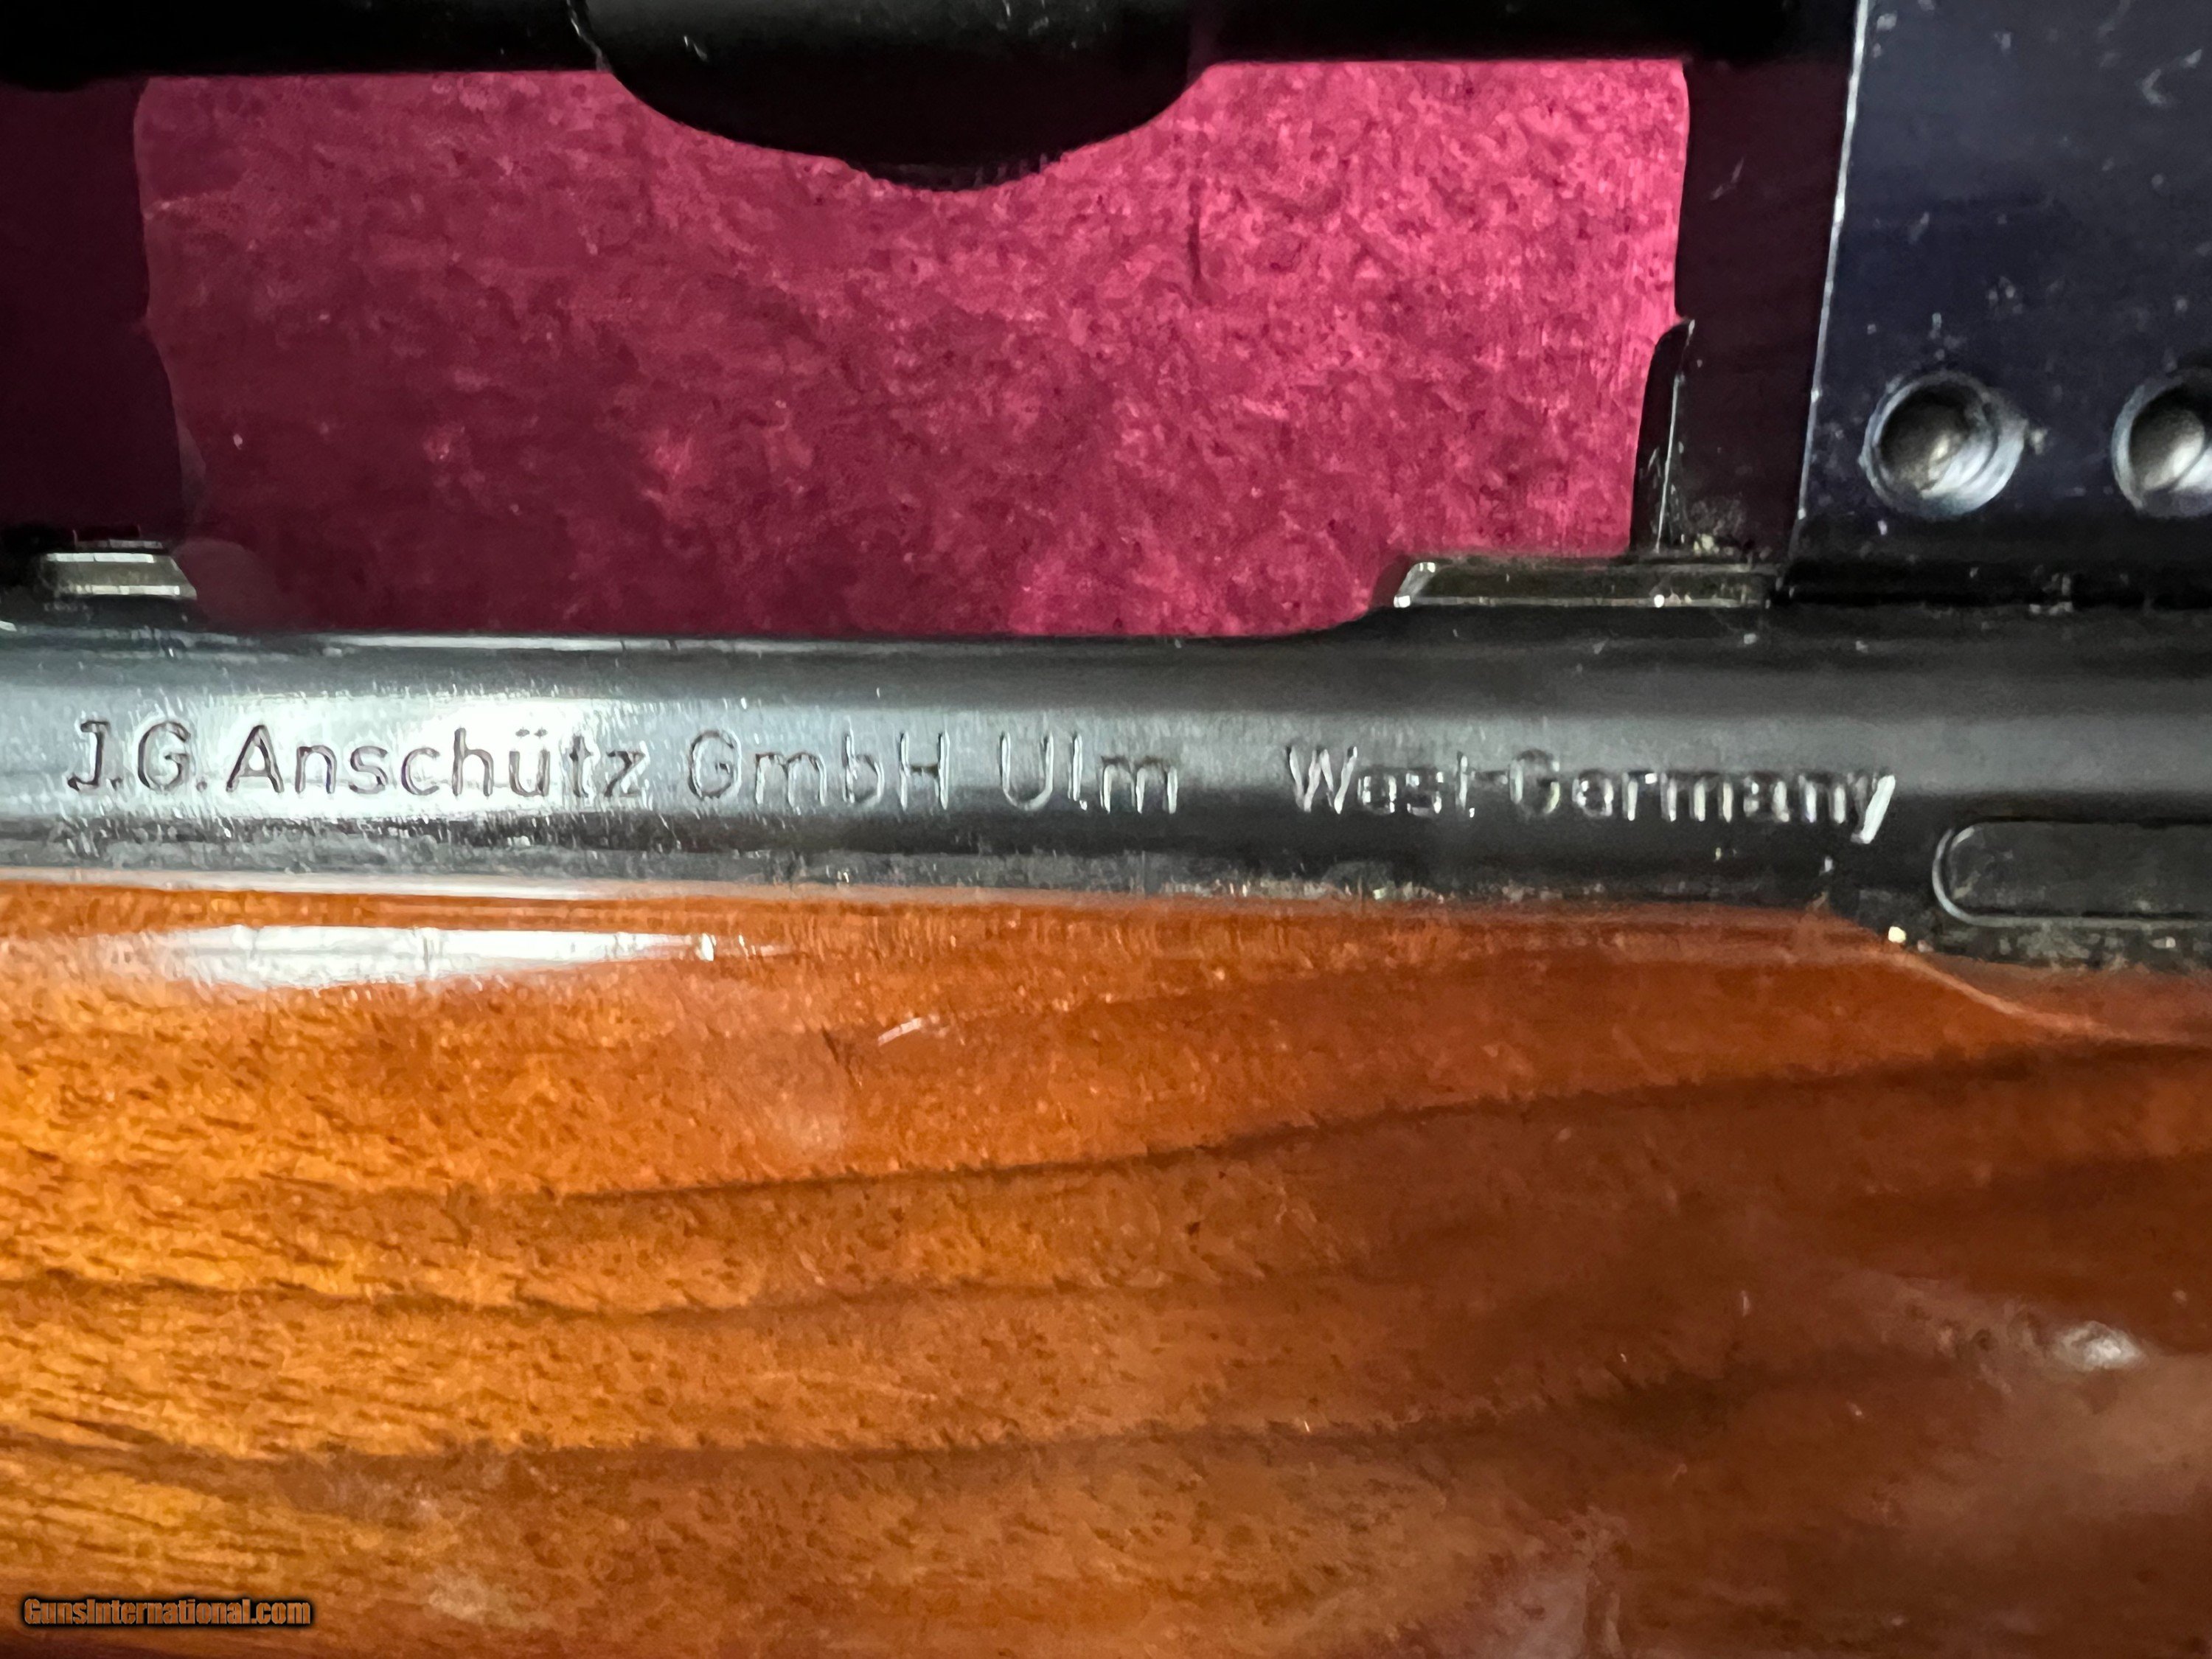 J.G. Anschütz GmbH Ulm West-Germany
GunsInternational.com